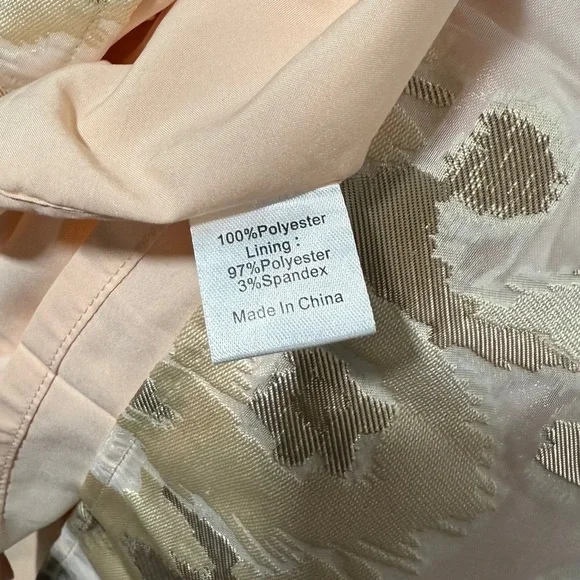 100%Polyester
Lining :
97%Polyester
3%Spandex
Made In China